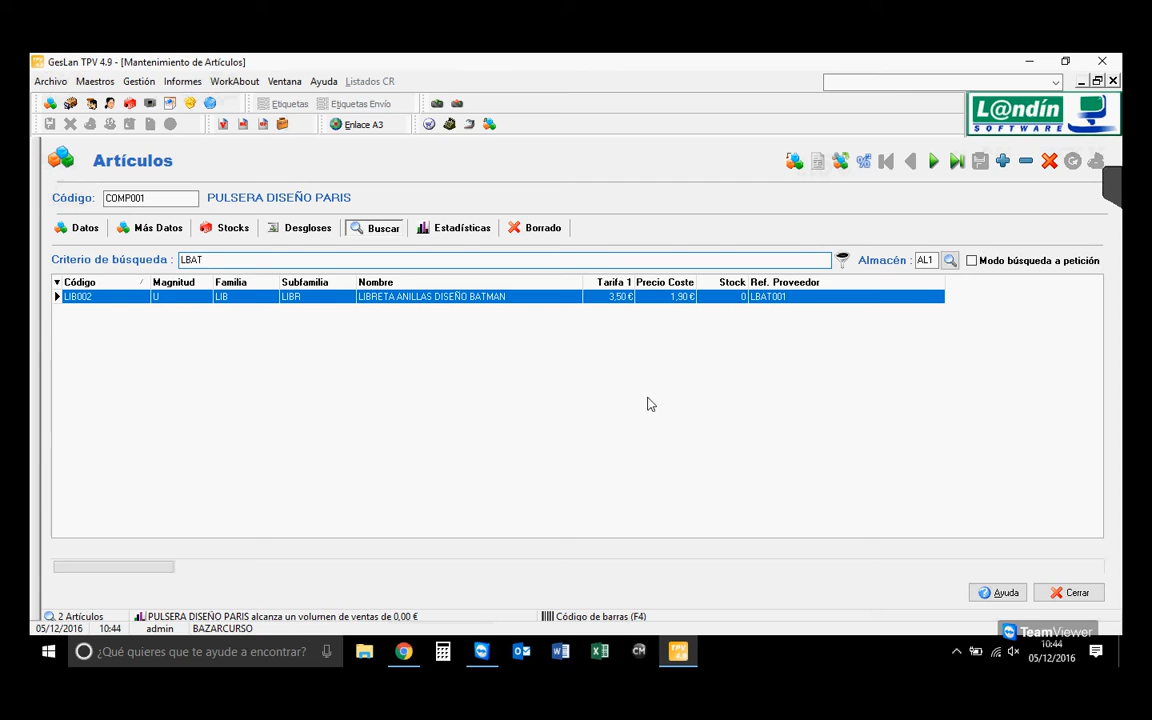 GesLan TPV 4.9 - [Mantenimiento de Artículos]
Archivo Maestros Gestión Informes WorkAbout Ventana Ayuda Listados CR
Etiquetas Etiquetas Envío
Enlace A3
L@ndín
SOFTWARE
Artículos
Código: COMP001 PULSERA DISEÑO PARIS
Datos Más Datos Stocks Desgloses Buscar Estadísticas Borrado
Criterio de búsqueda : LBAT Almacén : AL1 Modo búsqueda a petición
Código Magnitud Familia Subfamilia Nombre Tarifa 1 Precio Coste Stock Ref. Proveedor
LIB002 U LIB LIBR LIBRETA ANILLAS DISEÑO BATMAN 3,50 € 1,90 € 0 LBAT001
Ayuda Cerrar
2 Artículos PULSERA DISEÑO PARIS alcanza un volumen de ventas de 0,00 € Código de barras (F4)
05/12/2016 10:44 admin BAZARCURSO
TeamViewer
¿Qué quieres que te ayude a encontrar?
TPV 4.9
10:44
05/12/2016